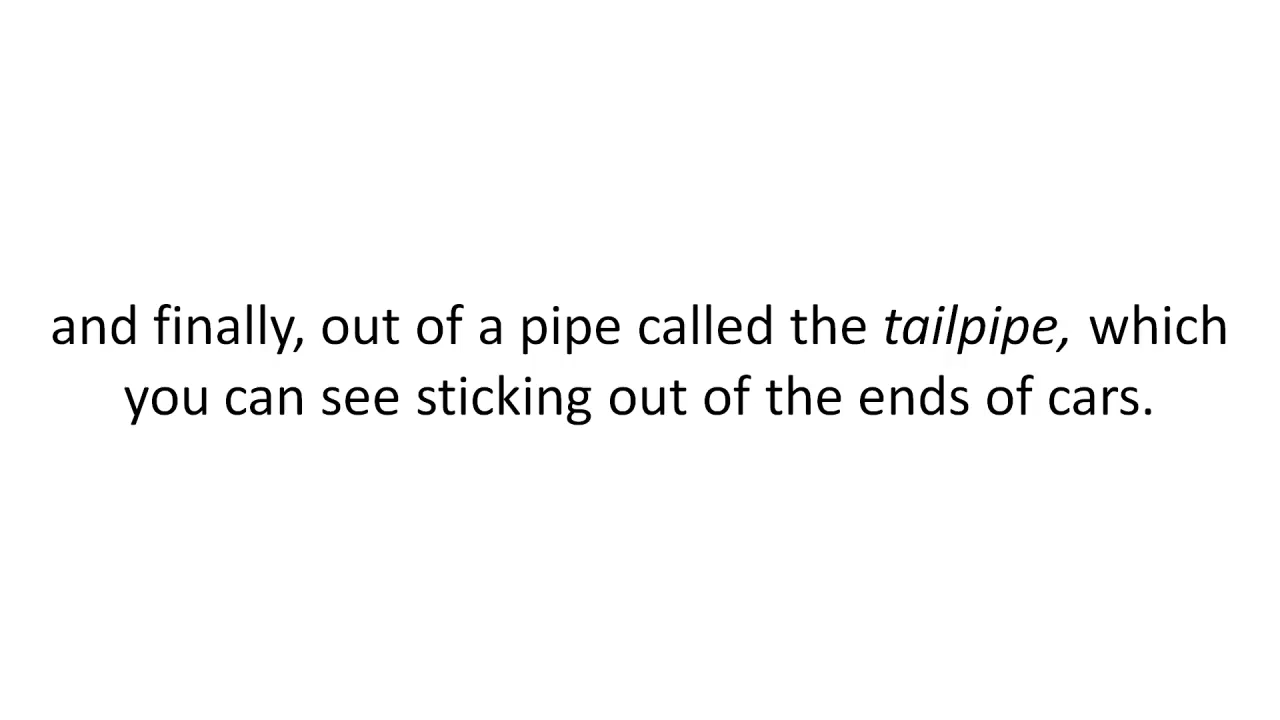 and finally, out of a pipe called the tailpipe, which
you can see sticking out of the ends of cars.